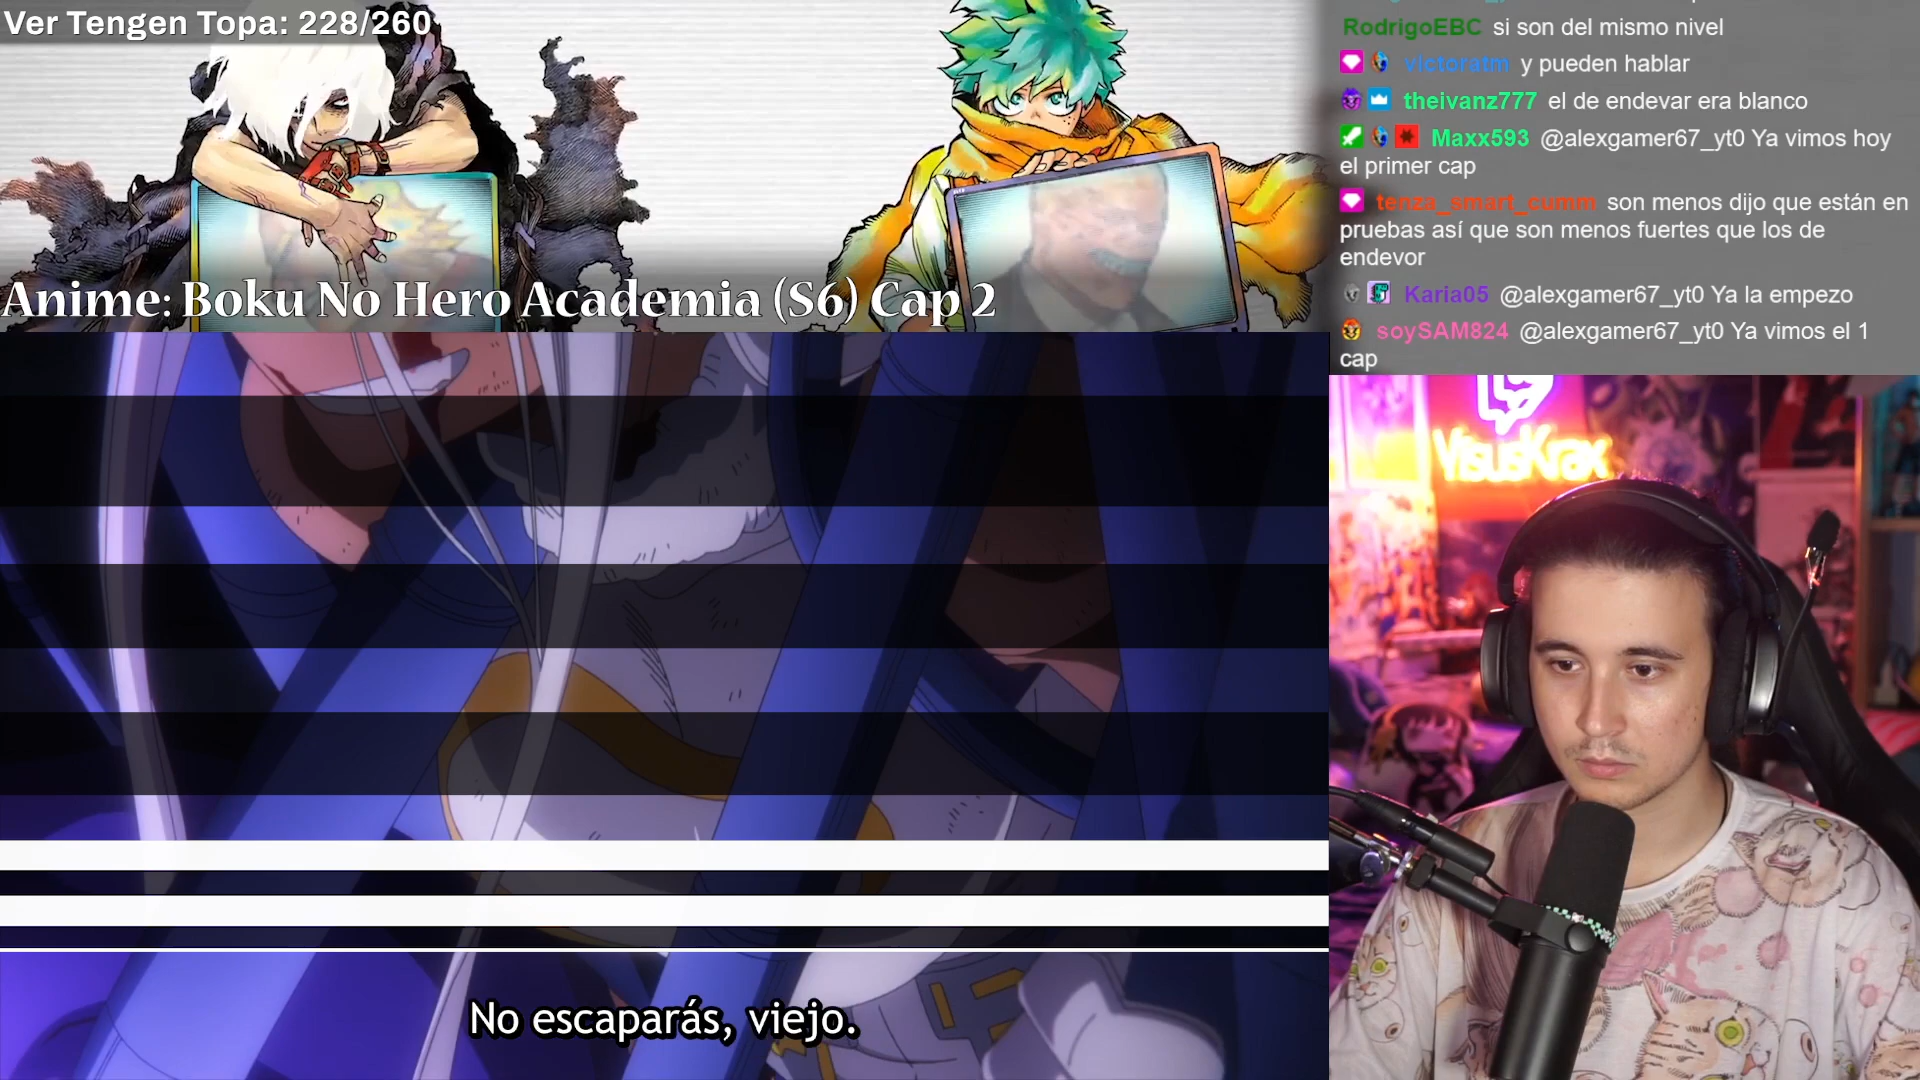 Ver Tengen Topa: 228/260
Anime: Boku No Hero Academia (S6) Cap 2
RodrigoEBC si son del mismo nivel
victoratm y pueden hablar
theivanz777 el de endevar era blanco
Maxx593 @alexgamer67_yt0 Ya vimos hoy
el primer cap
tenza_smart_cumm son menos dijo que están en
pruebas así que son menos fuertes que los de
endevor
Karia05 @alexgamer67_yt0 Ya la empezo
soySAM824 @alexgamer67_yt0 Ya vimos el 1
cap
VisusKrax
No escaparás, viejo.